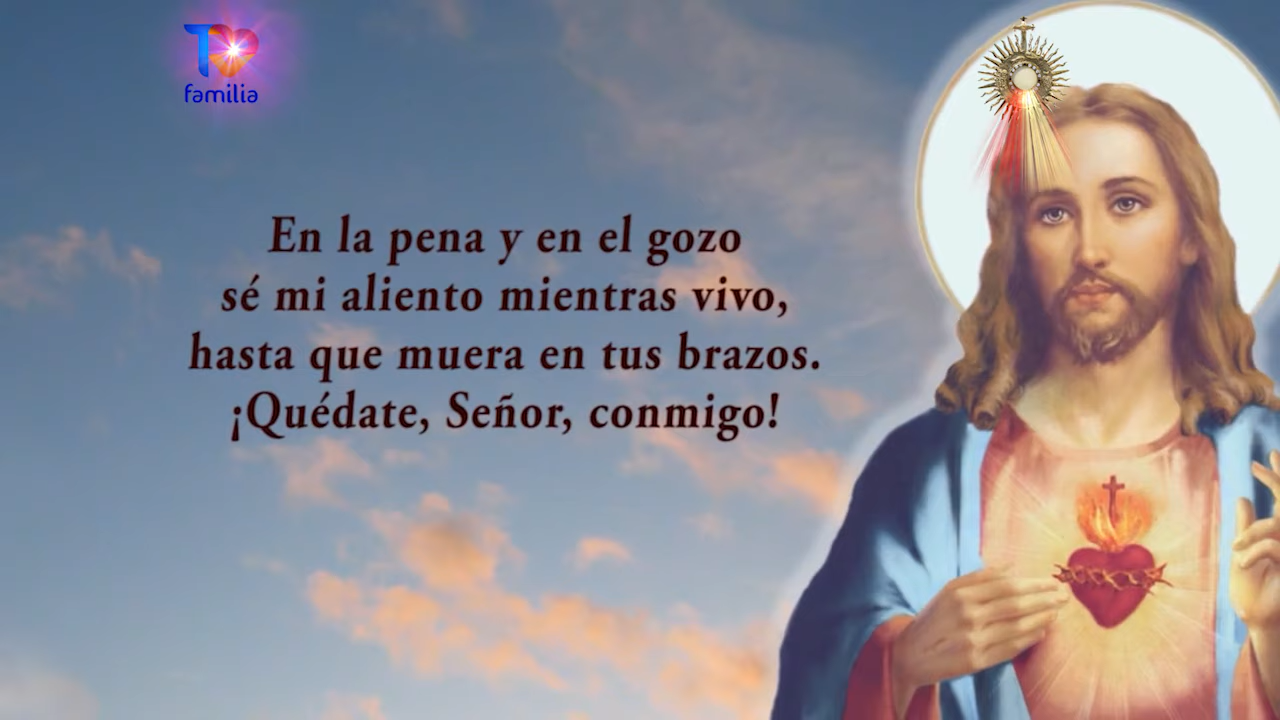 familia
En la pena y en el gozo
sé mi aliento mientras vivo,
hasta que muera en tus brazos.
¡Quédate, Señor, conmigo!